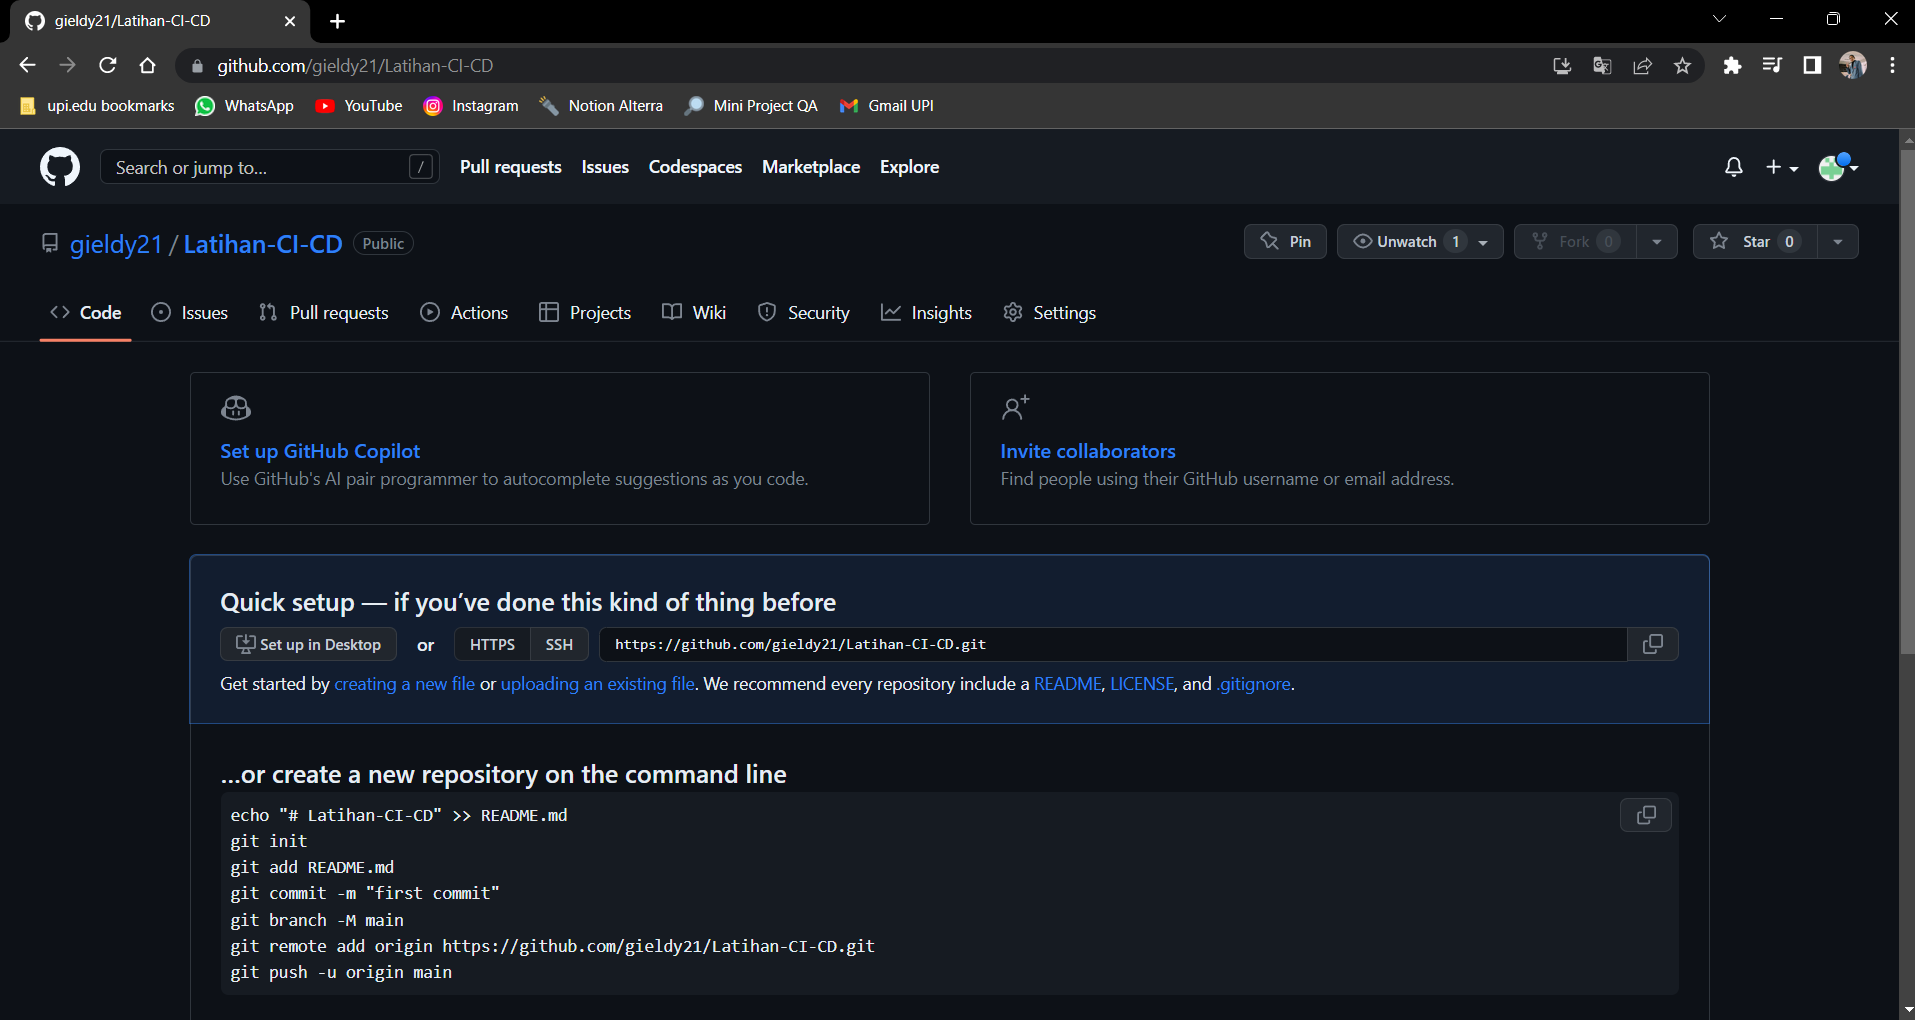 gieldy21/Latihan-CI-CD
github.com/gieldy21/Latihan-CI-CD
upi.edu bookmarks WhatsApp YouTube Instagram Notion Alterra Mini Project QA Gmail UPI
Search or jump to... / Pull requests Issues Codespaces Marketplace Explore
gieldy21 / Latihan-CI-CD Public Pin Unwatch 1 Fork 0 Star 0
Code Issues Pull requests Actions Projects Wiki Security Insights Settings
Set up GitHub Copilot
Use GitHub's AI pair programmer to autocomplete suggestions as you code.
Invite collaborators
Find people using their GitHub username or email address.
Quick setup — if you’ve done this kind of thing before
Set up in Desktop or HTTPS SSH https://github.com/gieldy21/Latihan-CI-CD.git
Get started by creating a new file or uploading an existing file. We recommend every repository include a README, LICENSE, and .gitignore.
...or create a new repository on the command line
echo "# Latihan-CI-CD" >> README.md
git init
git add README.md
git commit -m "first commit"
git branch -M main
git remote add origin https://github.com/gieldy21/Latihan-CI-CD.git
git push -u origin main